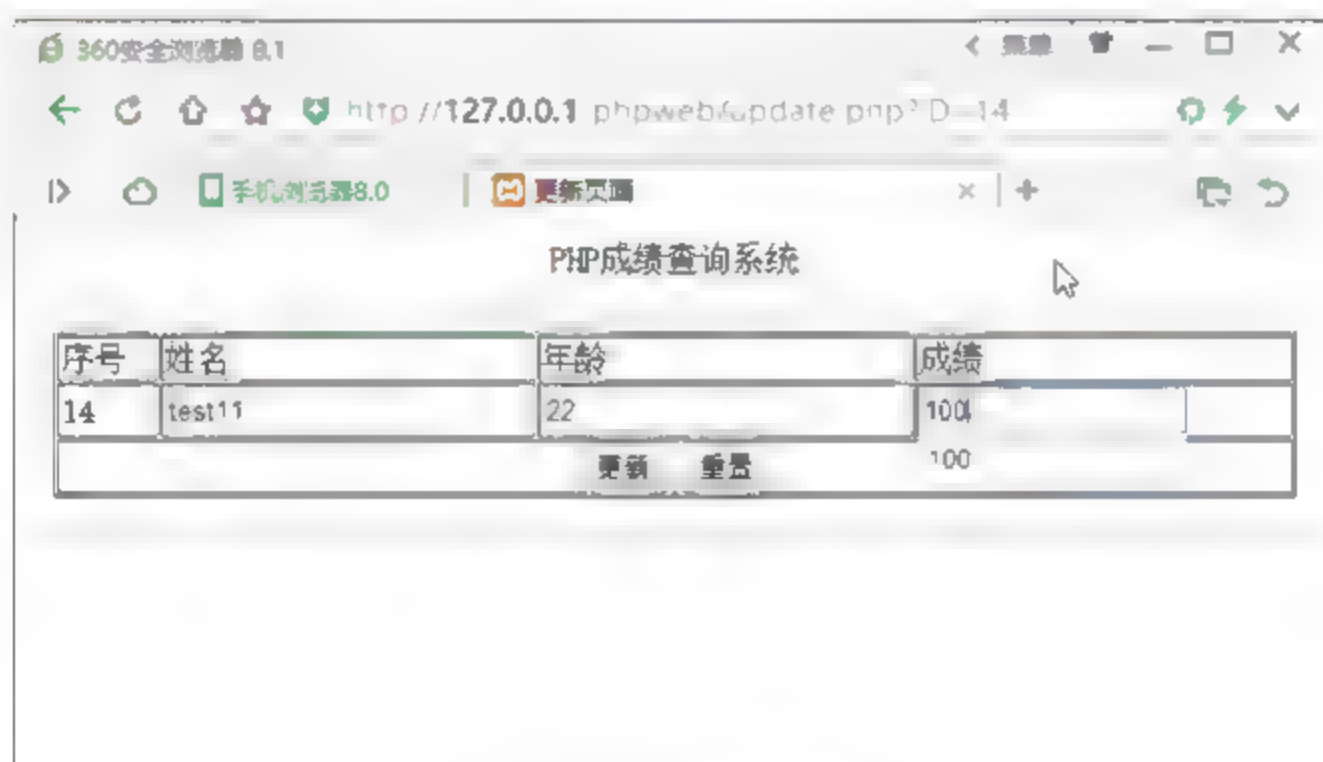 360安全浏览器 8.1
菜单
http://127.0.0.1
手机浏览器8.0
更新页面
PHP成绩查询系统
序号 姓名 年龄 成绩
14 test11 22 100
更新 重置 100